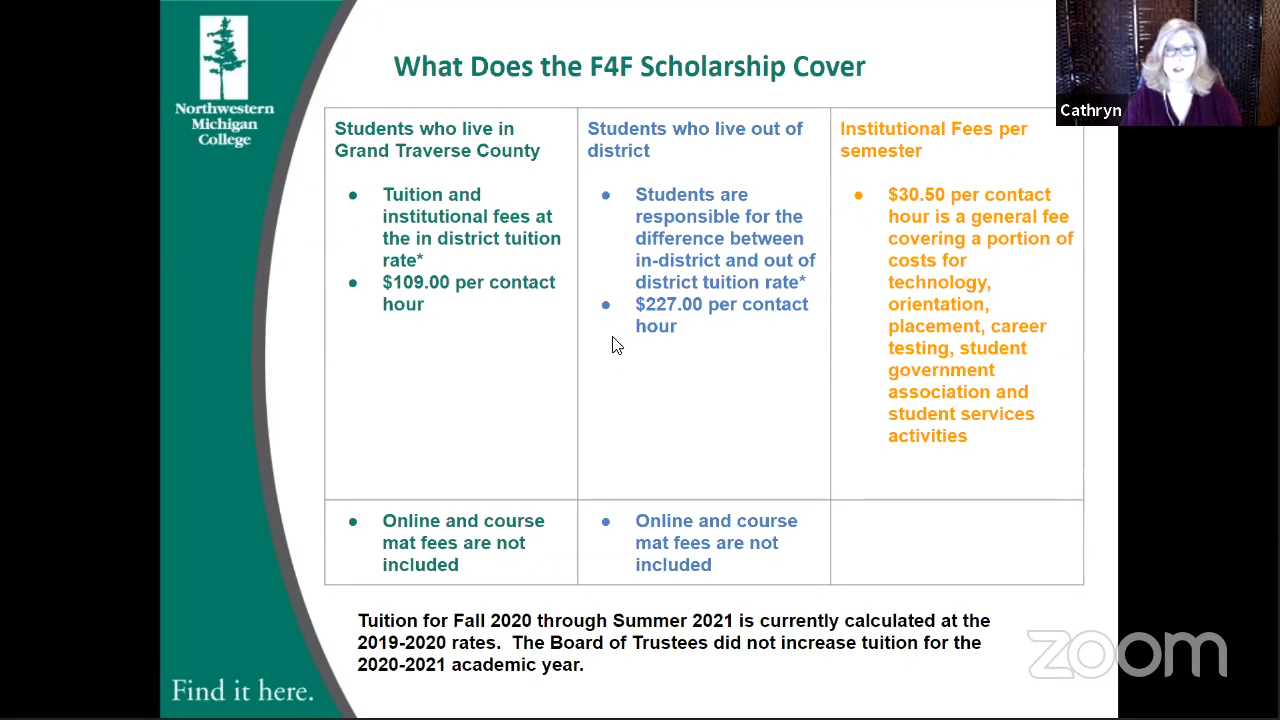 Northwestern
Michigan
College
What Does the F4F Scholarship Cover
Cathryn
Students who live in
Grand Traverse County
● Tuition and
institutional fees at
the in district tuition
rate*
● $109.00 per contact
hour
Students who live out of
district
● Students are
responsible for the
difference between
in-district and out of
district tuition rate*
● $227.00 per contact
hour
Institutional Fees per
semester
● $30.50 per contact
hour is a general fee
covering a portion of
costs for
technology,
orientation,
placement, career
testing, student
government
association and
student services
activities
● Online and course
mat fees are not
included
● Online and course
mat fees are not
included
Tuition for Fall 2020 through Summer 2021 is currently calculated at the
2019-2020 rates. The Board of Trustees did not increase tuition for the
2020-2021 academic year.
zoom
Find it here.